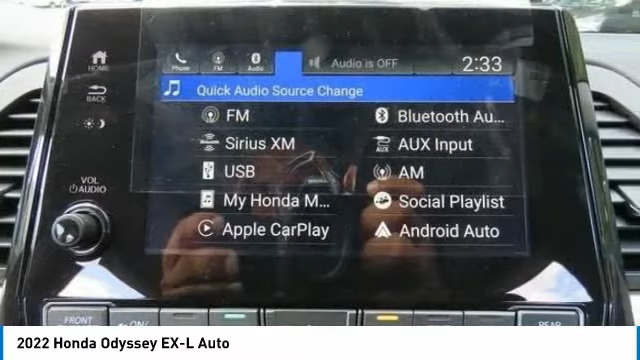 HOME
Phone
FM
Audio
Audio is OFF
2:33
BACK
Quick Audio Source Change
FM
Bluetooth Au...
Sirius XM
AUX Input
AUX
VOL
AUDIO
USB
AM
My Honda M...
Social Playlist
Apple CarPlay
Android Auto
FRONT
ON/
REAR
2022 Honda Odyssey EX-L Auto